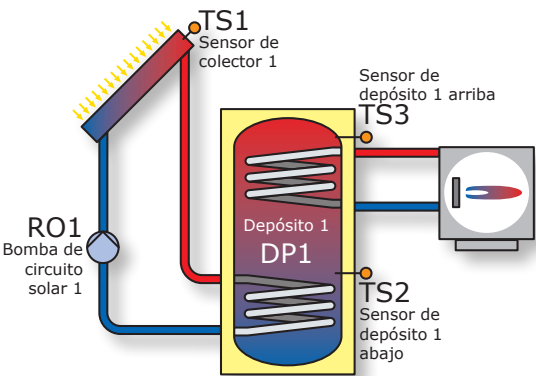 TS1
Sensor de
colector 1
Sensor de
depósito 1 arriba
TS3
RO1
Bomba de
circuito
solar 1
Depósito 1
DP1
TS2
Sensor de
depósito 1
abajo